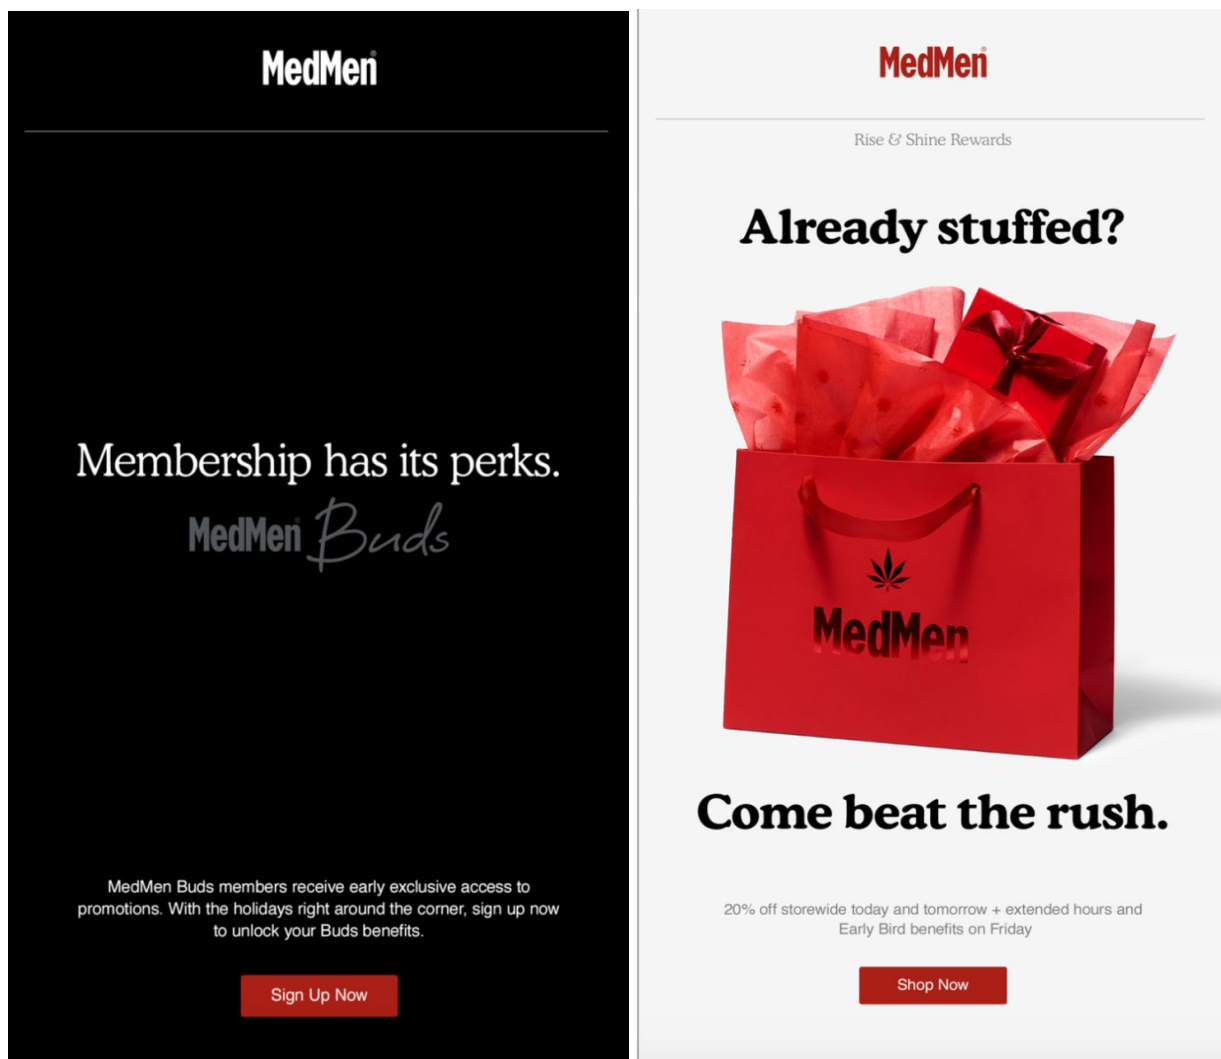 MedMen
Membership has its perks.
MedMen Buds
MedMen Buds members receive early exclusive access to
promotions. With the holidays right around the corner, sign up now
to unlock your Buds benefits.
Sign Up Now
MedMen
Rise & Shine Rewards
Already stuffed?
MedMen
Come beat the rush.
20% off storewide today and tomorrow + extended hours and
Early Bird benefits on Friday
Shop Now